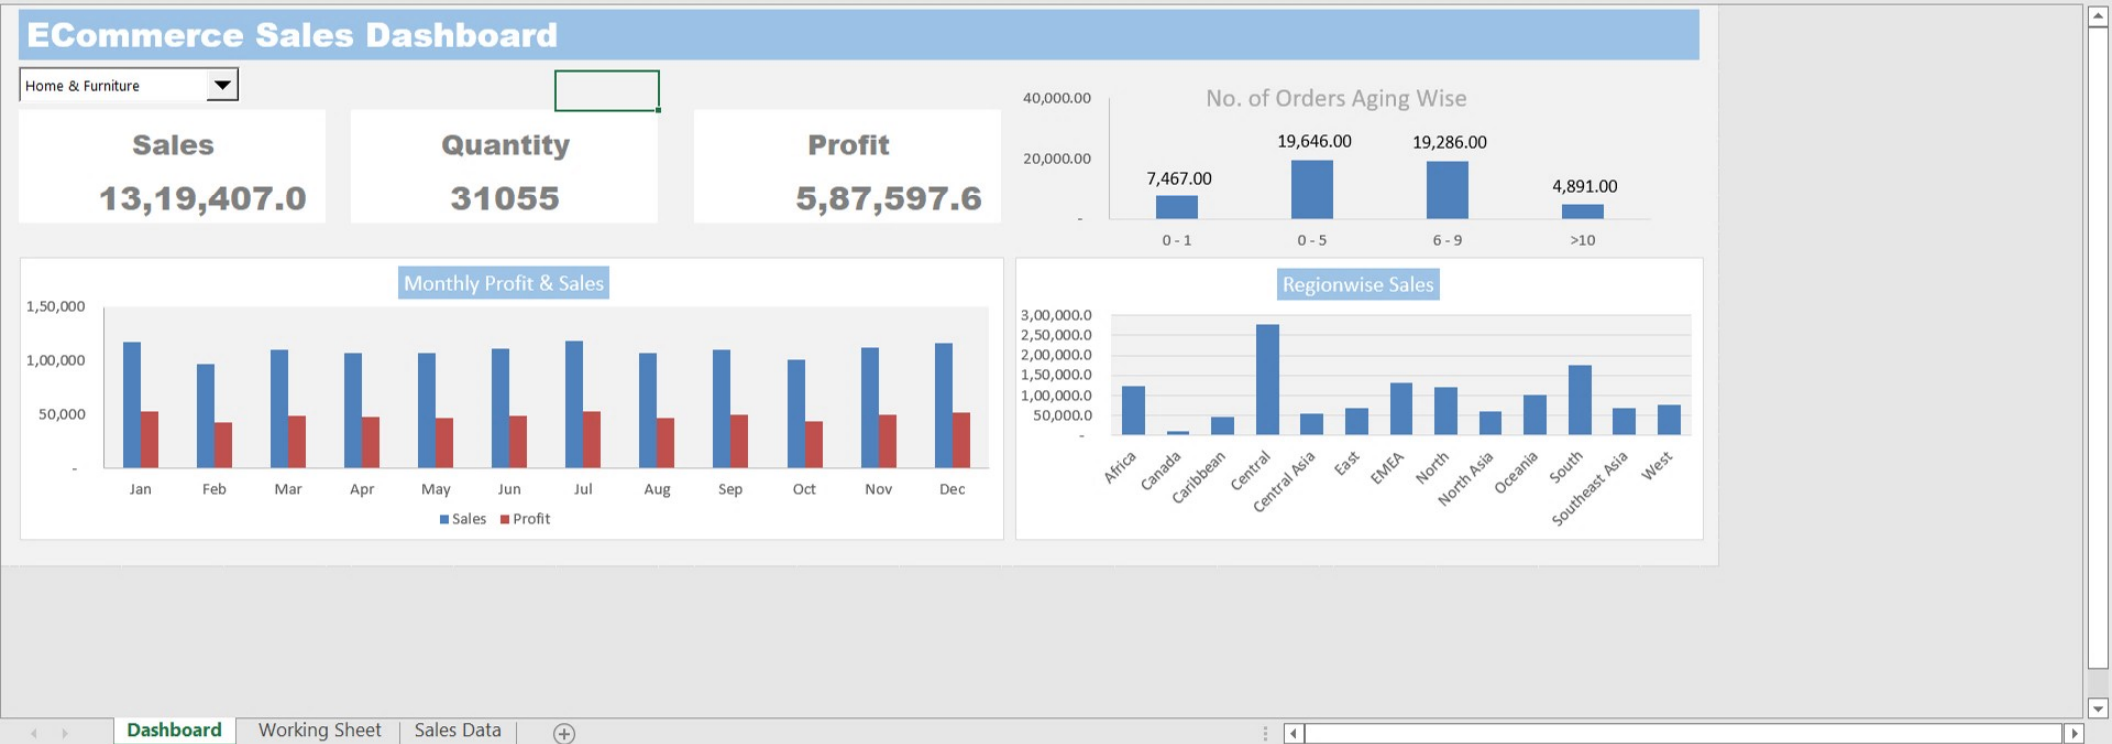 ECommerce Sales Dashboard
Home & Furniture
Sales
13,19,407.0
Quantity
31055
Profit
5,87,597.6
No. of Orders Aging Wise
40,000.00
20,000.00
-
7,467.00
19,646.00
19,286.00
4,891.00
0 - 1
0 - 5
6 - 9
>10
Monthly Profit & Sales
1,50,000
1,00,000
50,000
-
Jan Feb Mar Apr May Jun Jul Aug Sep Oct Nov Dec
Sales Profit
Regionwise Sales
3,00,000.0
2,50,000.0
2,00,000.0
1,50,000.0
1,00,000.0
50,000.0
-
Africa
Canada
Caribbean
Central
Central Asia
East
EMEA
North
North Asia
Oceania
South
Southeast Asia
West
Dashboard Working Sheet Sales Data